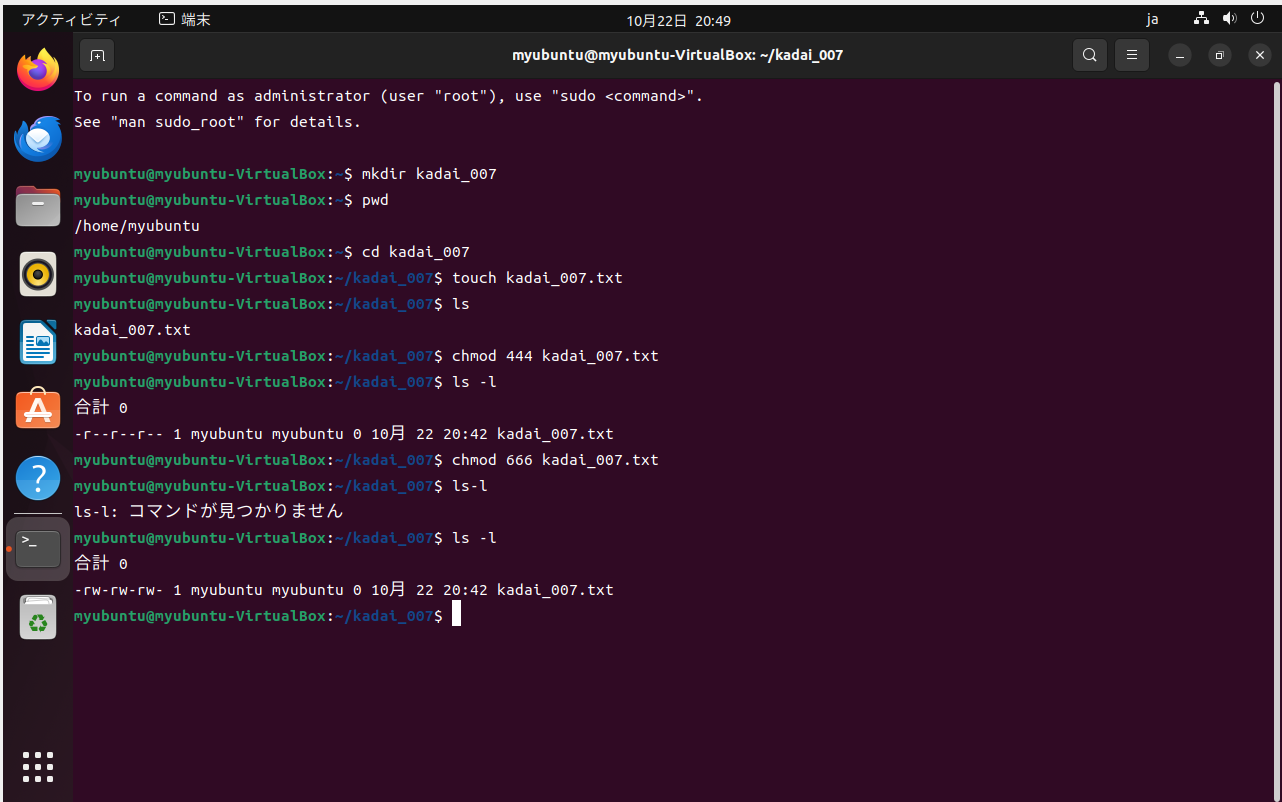 アクティビティ 端末 10月22日 20:49 ja
myubuntu@myubuntu-VirtualBox: ~/kadai_007
To run a command as administrator (user "root"), use "sudo <command>".
See "man sudo_root" for details.
myubuntu@myubuntu-VirtualBox:~$ mkdir kadai_007
myubuntu@myubuntu-VirtualBox:~$ pwd
/home/myubuntu
myubuntu@myubuntu-VirtualBox:~$ cd kadai_007
myubuntu@myubuntu-VirtualBox:~/kadai_007$ touch kadai_007.txt
myubuntu@myubuntu-VirtualBox:~/kadai_007$ ls
kadai_007.txt
myubuntu@myubuntu-VirtualBox:~/kadai_007$ chmod 444 kadai_007.txt
myubuntu@myubuntu-VirtualBox:~/kadai_007$ ls -l
合計 0
-r--r--r-- 1 myubuntu myubuntu 0 10月 22 20:42 kadai_007.txt
myubuntu@myubuntu-VirtualBox:~/kadai_007$ chmod 666 kadai_007.txt
myubuntu@myubuntu-VirtualBox:~/kadai_007$ ls-l
ls-l: コマンドが見つかりません
myubuntu@myubuntu-VirtualBox:~/kadai_007$ ls -l
合計 0
-rw-rw-rw- 1 myubuntu myubuntu 0 10月 22 20:42 kadai_007.txt
myubuntu@myubuntu-VirtualBox:~/kadai_007$